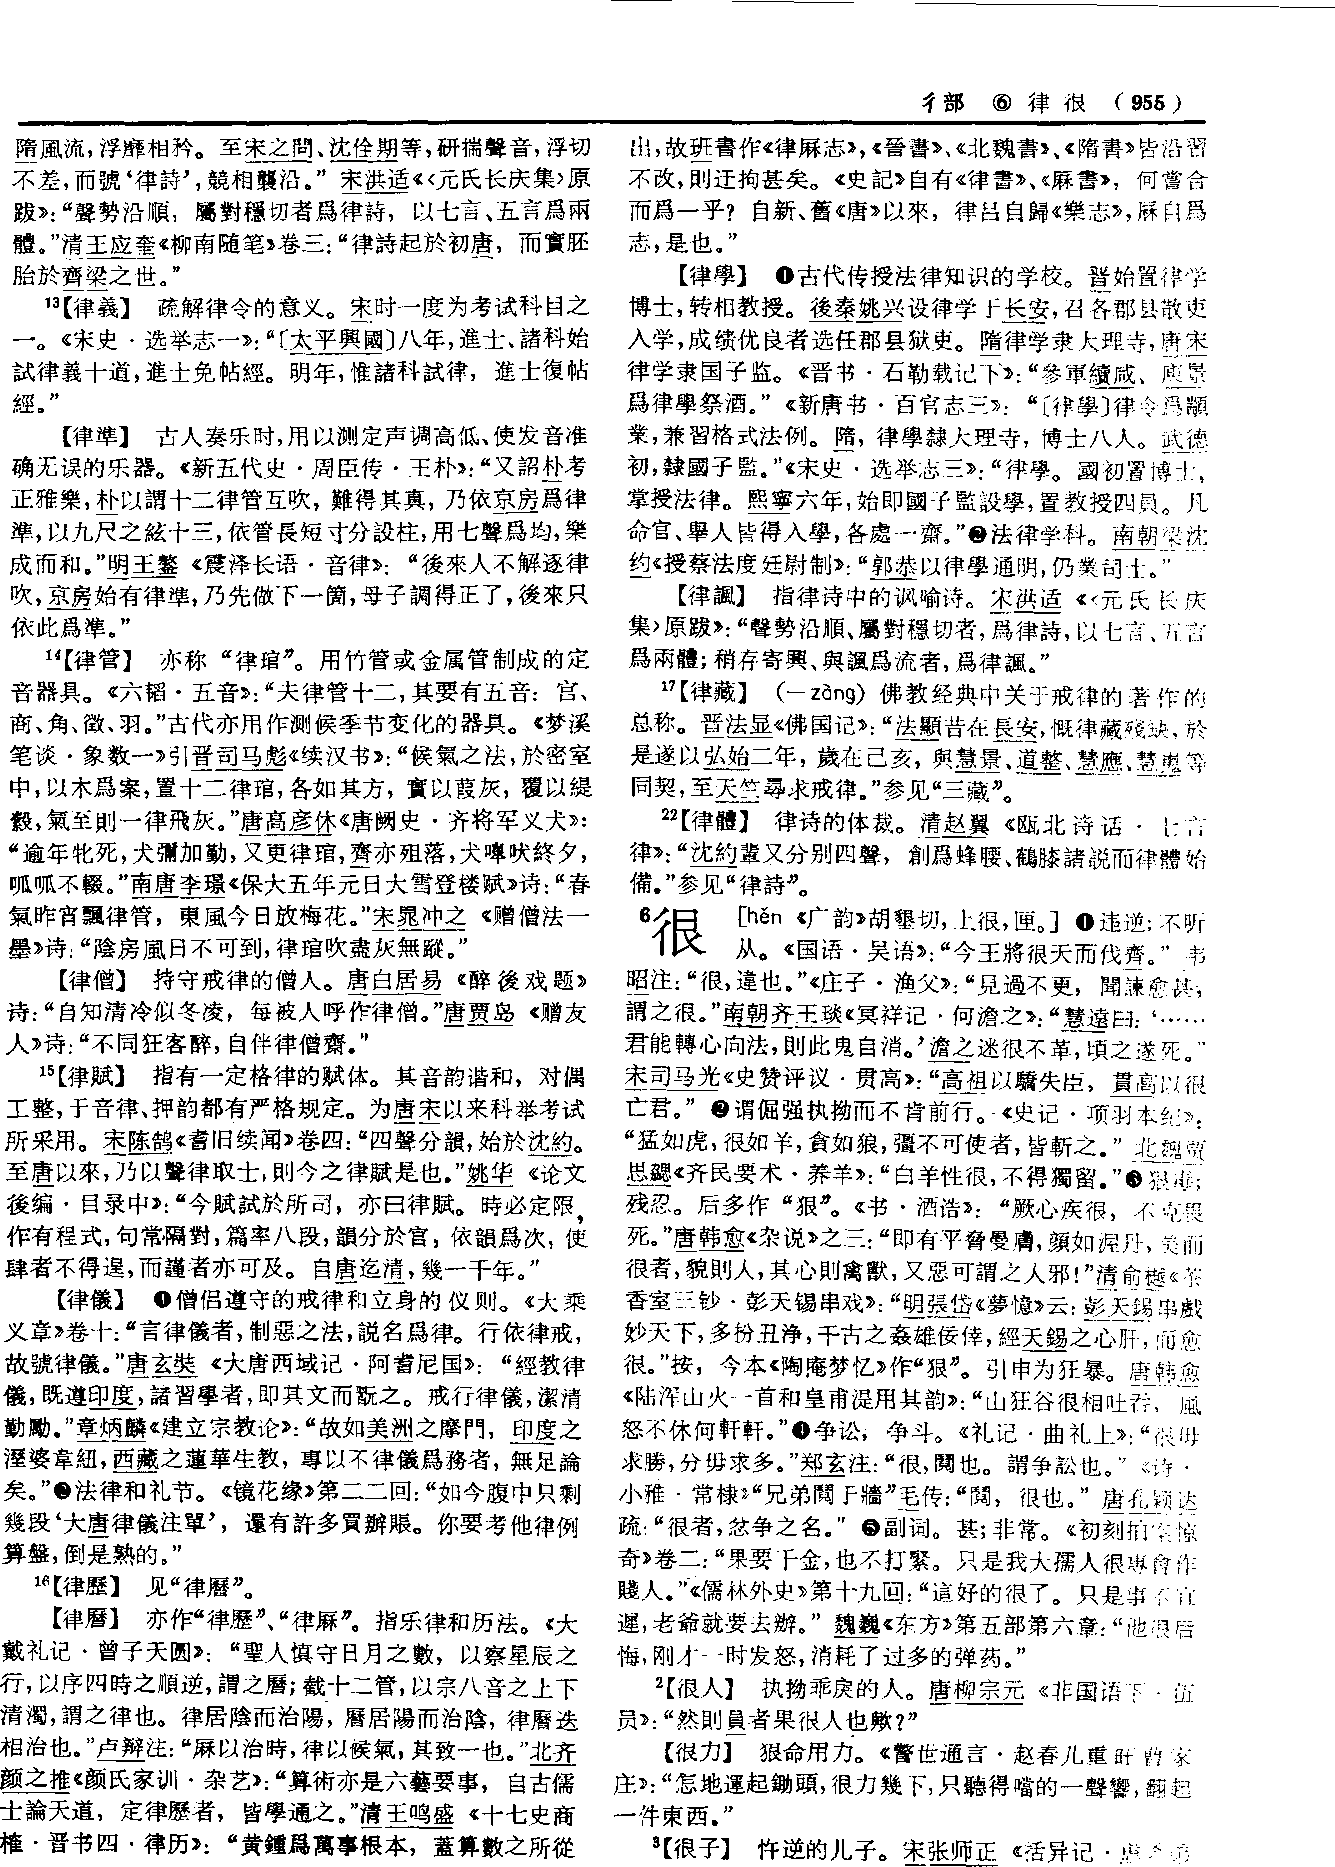 彳部 ⑥ 律很 (955)
隋風流,浮靡相矜。至宋之問、沈佺期等,研揣聲音,浮切
不差,而號‘律詩’,競相襲沿。”宋洪适《〈元氏长庆集〉原
跋》:“聲勢沿順,屬對穩切者爲律詩,以七言、五言爲兩
體。”清王应奎《柳南随笔》卷三:“律詩起於初唐,而實胚
胎於齊梁之世。”
13【律義】 疏解律令的意义。宋时一度为考试科目之
一。《宋史·选举志一》:“〔太平興國〕八年,進士、諸科始
試律義十道,進士免帖經。明年,惟諸科試律,進士復帖
經。”
【律準】 古人奏乐时,用以测定声调高低、使发音准
确无误的乐器。《新五代史·周臣传·王朴》:“又詔朴考
正雅樂,朴以謂十二律管互吹,難得其真,乃依京房爲律
準,以九尺之絃十三,依管長短寸分設柱,用七聲爲均,樂
成而和。”明王鏊《震泽长语·音律》:“後來人不解逐律
吹,京房始有律準,乃先做下一箇,母子調得正了,後來只
依此爲準。”
14【律管】 亦称“律琯”。用竹管或金属管制成的定
音器具。《六韬·五音》:“夫律管十二,其要有五音:宫、
商、角、徵、羽。”古代亦用作测候季节变化的器具。《梦溪
笔谈·象数一》引晋司马彪《续汉书》:“候氣之法,於密室
中,以木爲案,置十二律琯,各如其方,實以葭灰,覆以緹
縠,氣至則一律飛灰。”唐高彦休《唐阙史·齐将军义犬》:
“逾年牝死,犬彌加勤,又更律琯,齊亦殂落,犬嘷吠終夕,
呱呱不輟。”南唐李璟《保大五年元日大雪登楼赋》诗:“春
氣昨宵飄律管,東風今日放梅花。”宋晁冲之《赠僧法一
墨》诗:“陰房風日不可到,律琯吹盡灰無蹤。”
【律僧】 持守戒律的僧人。唐白居易《醉後戏题》
诗:“自知清冷似冬凌,每被人呼作律僧。”唐贾岛《赠友
人》诗:“不同狂客醉,自伴律僧齋。”
15【律賦】 指有一定格律的赋体。其音韵谐和,对偶
工整,于音律、押韵都有严格规定。为唐宋以来科举考试
所采用。宋陈鹄《耆旧续闻》卷四:“四聲分韻,始於沈約。
至唐以來,乃以聲律取士,則今之律賦是也。”姚华《论文
後编·目录中》:“今賦試於所司,亦曰律賦。時必定限,
作有程式,句常隔對,篇率八段,韻分於官,依韻爲次,使
肆者不得逞,而謹者亦可及。自唐迄清,幾一千年。”
【律儀】 ❶僧侣遵守的戒律和立身的仪则。《大乘
义章》卷十:“言律儀者,制惡之法,説名爲律。行依律戒,
故號律儀。”唐玄奘《大唐西域记·阿耆尼国》:“經教律
儀,既遵印度,諸習學者,即其文而翫之。戒行律儀,潔清
勤勵。”章炳麟《建立宗教论》:“故如美洲之摩門,印度之
溼婆韋紐,西藏之蓮華生教,專以不律儀爲務者,無足論
矣。”❷法律和礼节。《镜花缘》第二二回:“如今腹中只剩
幾段‘大唐律儀注單’,還有許多買辦賬。你要考他律例
算盤,倒是熟的。”
16【律歷】 见“律曆”。
【律曆】 亦作“律歷”、“律厤”。指乐律和历法。《大
戴礼记·曾子天圆》:“聖人慎守日月之數,以察星辰之
行,以序四時之順逆,謂之曆;截十二管,以宗八音之上下
清濁,謂之律也。律居陰而治陽,曆居陽而治陰,律曆迭
相治也。”卢辩注:“厤以治時,律以候氣,其致一也。”北齐
颜之推《颜氏家训·杂艺》:“算術亦是六藝要事,自古儒
士論天道,定律歷者,皆學通之。”清王鸣盛《十七史商
榷·晋书四·律历》:“黄鍾爲萬事根本,蓋算數之所從
出,故班書作《律厤志》,《晉書》、《北魏書》、《隋書》皆沿習
不改,則迂拘甚矣。《史記》自有《律書》、《厤書》,何嘗合
而爲一乎?自新、舊《唐》以來,律吕自歸《樂志》,厤自爲
志,是也。”
【律學】 ❶古代传授法律知识的学校。晋始置律学
博士,转相教授。後秦姚兴设律学于长安,召各郡县散吏
入学,成绩优良者选任郡县狱吏。隋律学隶大理寺,唐宋
律学隶国子监。《晋书·石勒载记下》:“參軍續咸、庾景
爲律學祭酒。”《新唐书·百官志三》:“〔律學〕律令爲顓
業,兼習格式法例。隋,律學隸大理寺,博士八人。武德
初,隸國子監。”《宋史·选举志三》:“律學。國初置博士,
掌授法律。熙寧六年,始即國子監設學,置教授四員。凡
命官、舉人皆得入學,各處一齋。”❷法律学科。南朝梁沈
约《授蔡法度廷尉制》:“郭恭以律學通明,仍業司士。”
【律諷】 指律诗中的讽喻诗。宋洪适《〈元氏长庆
集〉原跋》:“聲勢沿順、屬對穩切者,爲律詩,以七言、五言
爲兩體;稍存寄興、與諷爲流者,爲律諷。”
17【律藏】 (—zàng)佛教经典中关于戒律的著作的
总称。晋法显《佛国记》:“法顯昔在長安,慨律藏殘缺,於
是遂以弘始二年,歲在己亥,與慧景、道整、慧應、慧嵬等
同契,至天竺尋求戒律。”参见“三藏”。
22【律體】 律诗的体裁。清赵翼《瓯北诗话·七言
律》:“沈約輩又分别四聲,創爲蜂腰、鶴膝諸説而律體始
備。”参见“律詩”。
6很 [hěn《广韵》胡墾切,上很,匣。] ❶违逆;不听
从。《国语·吴语》:“今王將很天而伐齊。”韦
昭注:“很,違也。”《庄子·渔父》:“見過不更,聞諫愈甚,
謂之很。”南朝齐王琰《冥祥记·何澹之》:“慧遠曰:‘……
君能轉心向法,則此鬼自消。’澹之迷很不革,頃之遂死。”
宋司马光《史赞评议·贯高》:“高祖以驕失臣,貫高以很
亡君。”❷谓倔强执拗而不肯前行。《史记·项羽本纪》:
“猛如虎,很如羊,貪如狼,彊不可使者,皆斬之。”北魏贾
思勰《齐民要术·养羊》:“白羊性很,不得獨留。”❸狠毒;
残忍。后多作“狠”。《书·酒诰》:“厥心疾很,不克畏
死。”唐韩愈《杂说》之三:“即有平脅曼膚,顔如渥丹,美而
很者,貌則人,其心則禽獸,又惡可謂之人邪!”清俞樾《茶
香室三钞·彭天锡串戏》:“明張岱《夢憶》云:彭天錫串戲
妙天下,多扮丑浄,千古之姦雄佞倖,經天錫之心肝,而愈
很。”按,今本《陶庵梦忆》作“狠”。引申为狂暴。唐韩愈
《陆浑山火一首和皇甫湜用其韵》:“山狂谷很相吐吞,風
怒不休何軒軒。”❹争讼,争斗。《礼记·曲礼上》:“很毋
求勝,分毋求多。”郑玄注:“很,鬩也。謂争訟也。”《诗·
小雅·常棣》“兄弟鬩于牆”毛传:“鬩,很也。”唐孔颖达
疏:“很者,忿争之名。”❺副词。甚;非常。《初刻拍案惊
奇》卷二:“果要千金,也不打緊。只是我大孺人很專會作
賤人。”《儒林外史》第十九回:“這好的很了。只是事不宜
遲,老爺就要去辦。”魏巍《东方》第五部第六章:“他很后
悔,刚才一时发怒,消耗了过多的弹药。”
2【很人】 执拗乖戾的人。唐柳宗元《非国语下·伍
员》:“然則員者果很人也歟?”
【很力】 狠命用力。《警世通言·赵春儿重旺曹家
庄》:“怎地運起鋤頭,很力幾下,只聽得噹的一聲響,翻起
一件東西。”
3【很子】 忤逆的儿子。宋张师正《括异记·